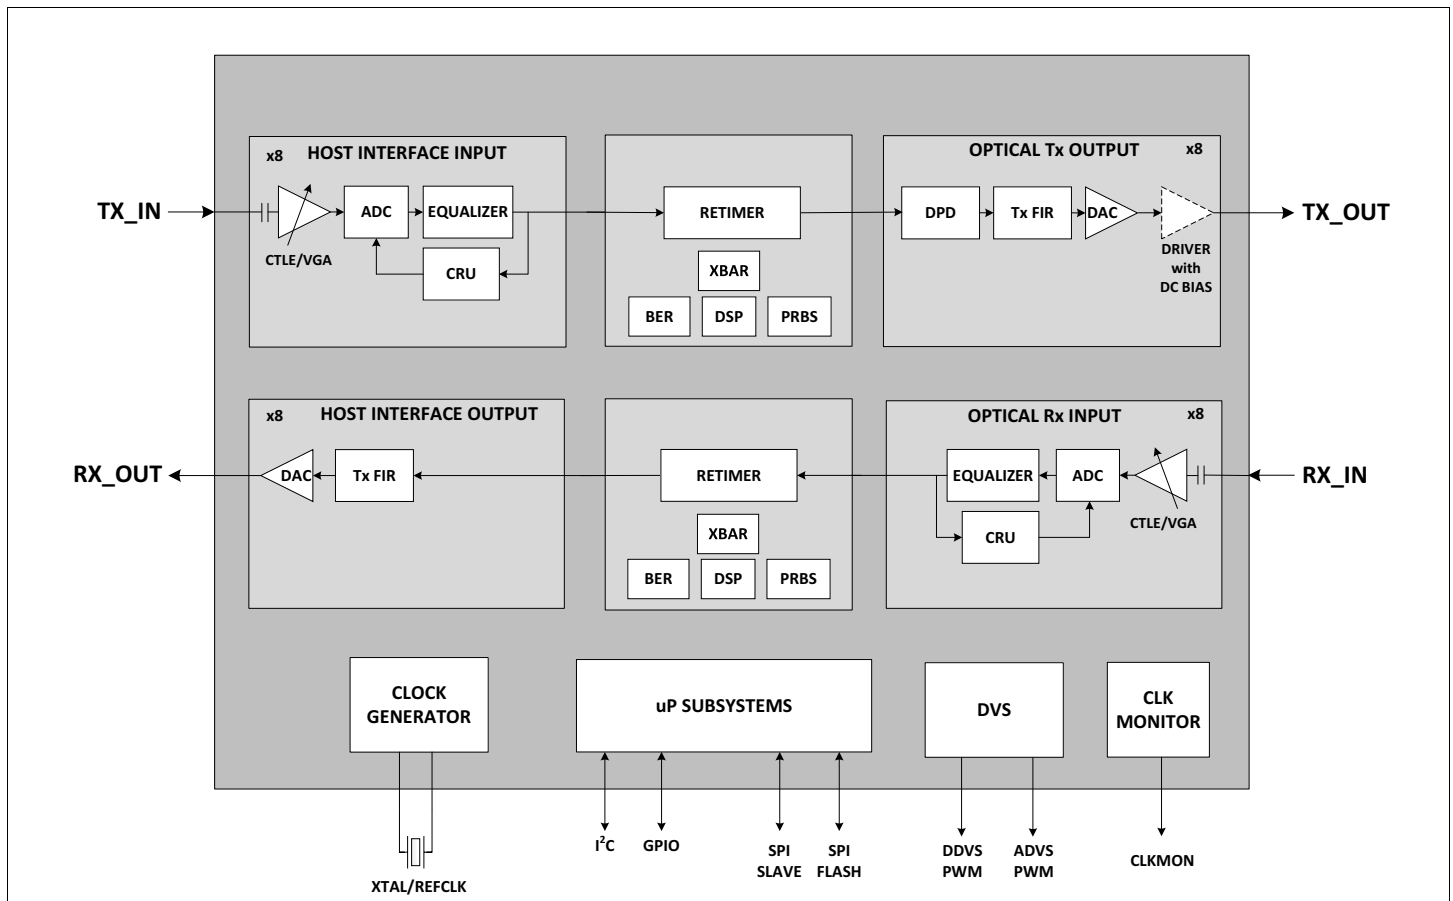 x8 HOST INTERFACE INPUT
OPTICAL Tx OUTPUT x8
TX_IN
ADC
EQUALIZER
RETIMER
DPD
Tx FIR
DAC
TX_OUT
CTLE/VGA
CRU
XBAR
DRIVER
with
DC BIAS
BER
DSP
PRBS
x8 HOST INTERFACE OUTPUT
OPTICAL Rx INPUT x8
RX_OUT
DAC
Tx FIR
RETIMER
EQUALIZER
ADC
RX_IN
CTLE/VGA
XBAR
CRU
BER
DSP
PRBS
CLOCK
GENERATOR
uP SUBSYSTEMS
DVS
CLK
MONITOR
I²C
GPIO
SPI
SLAVE
SPI
FLASH
DDVS
PWM
ADVS
PWM
CLKMON
XTAL/REFCLK